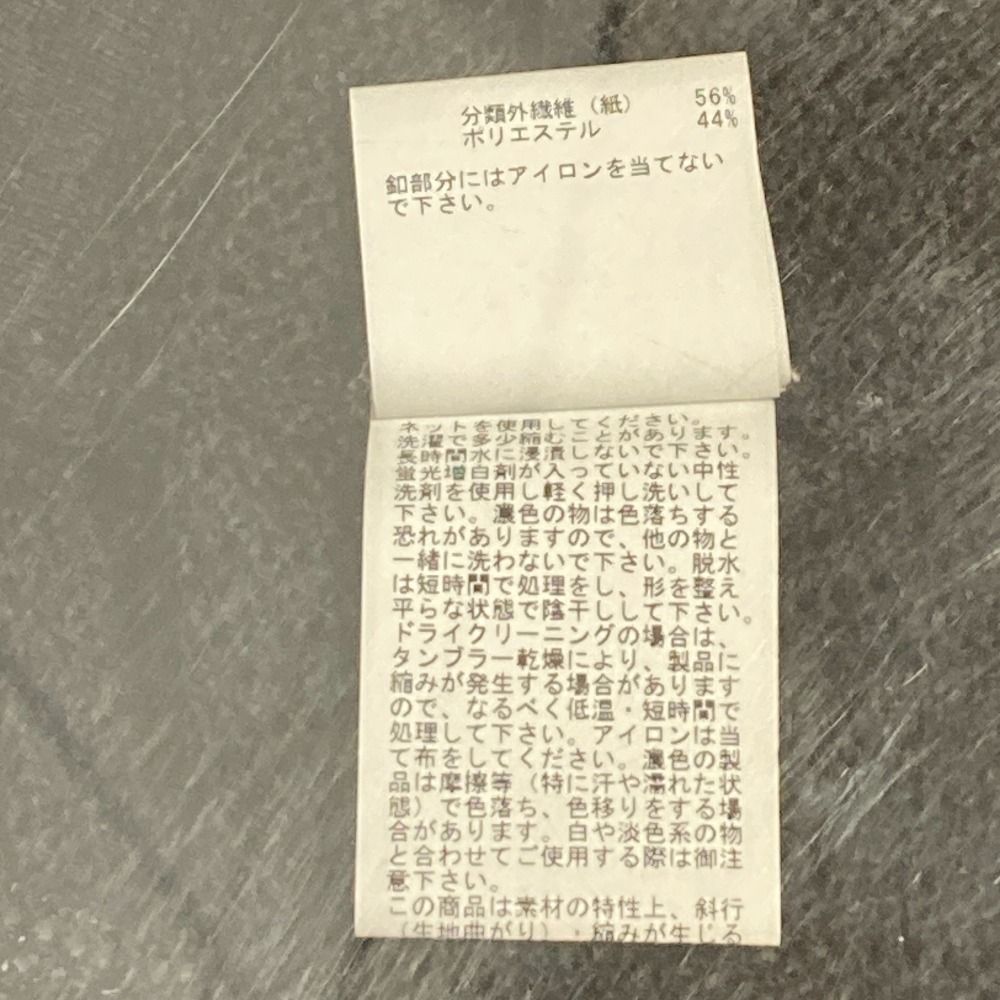 分類外繊維（紙） 56%
ポリエステル 44%
釦部分にはアイロンを当てない
で下さい。
ネットを使用してください。
洗濯で多少縮むことがあります。
長時間水に浸漬しないで下さい。
蛍光増白剤が入っていない中性
洗剤を使用し軽く押し洗いして
下さい。濃色の物は色落ちする
恐れがありますので、他の物と
一緒に洗わないで下さい。脱水
は短時間で処理をし、形を整え
平らな状態で陰干しして下さい。
ドライクリーニングの場合は、
タンブラー乾燥により、製品に
縮みが発生する場合があります
ので、なるべく低温・短時間で
処理して下さい。アイロンは当
て布をしてください。濃色の製
品は摩擦等（特に汗や濡れた状
態）で色落ち、色移りをする場
合があります。白や淡色系の物
と合わせてご使用する際は御注
意下さい。
この商品は素材の特性上、斜行
（生地曲がり）・縮みが生じる